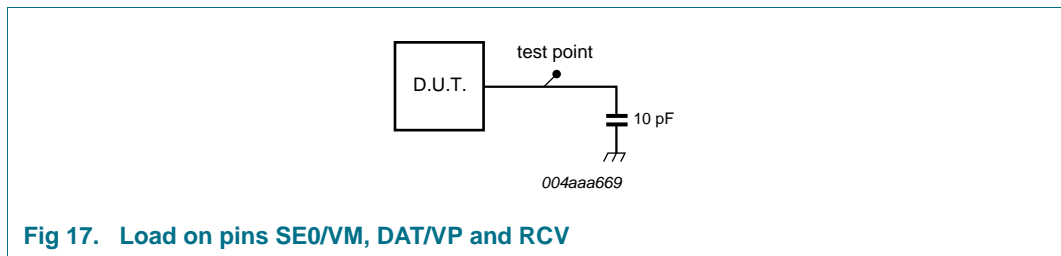 test point
D.U.T.
10 pF
004aaa669
Fig 17. Load on pins SE0/VM, DAT/VP and RCV